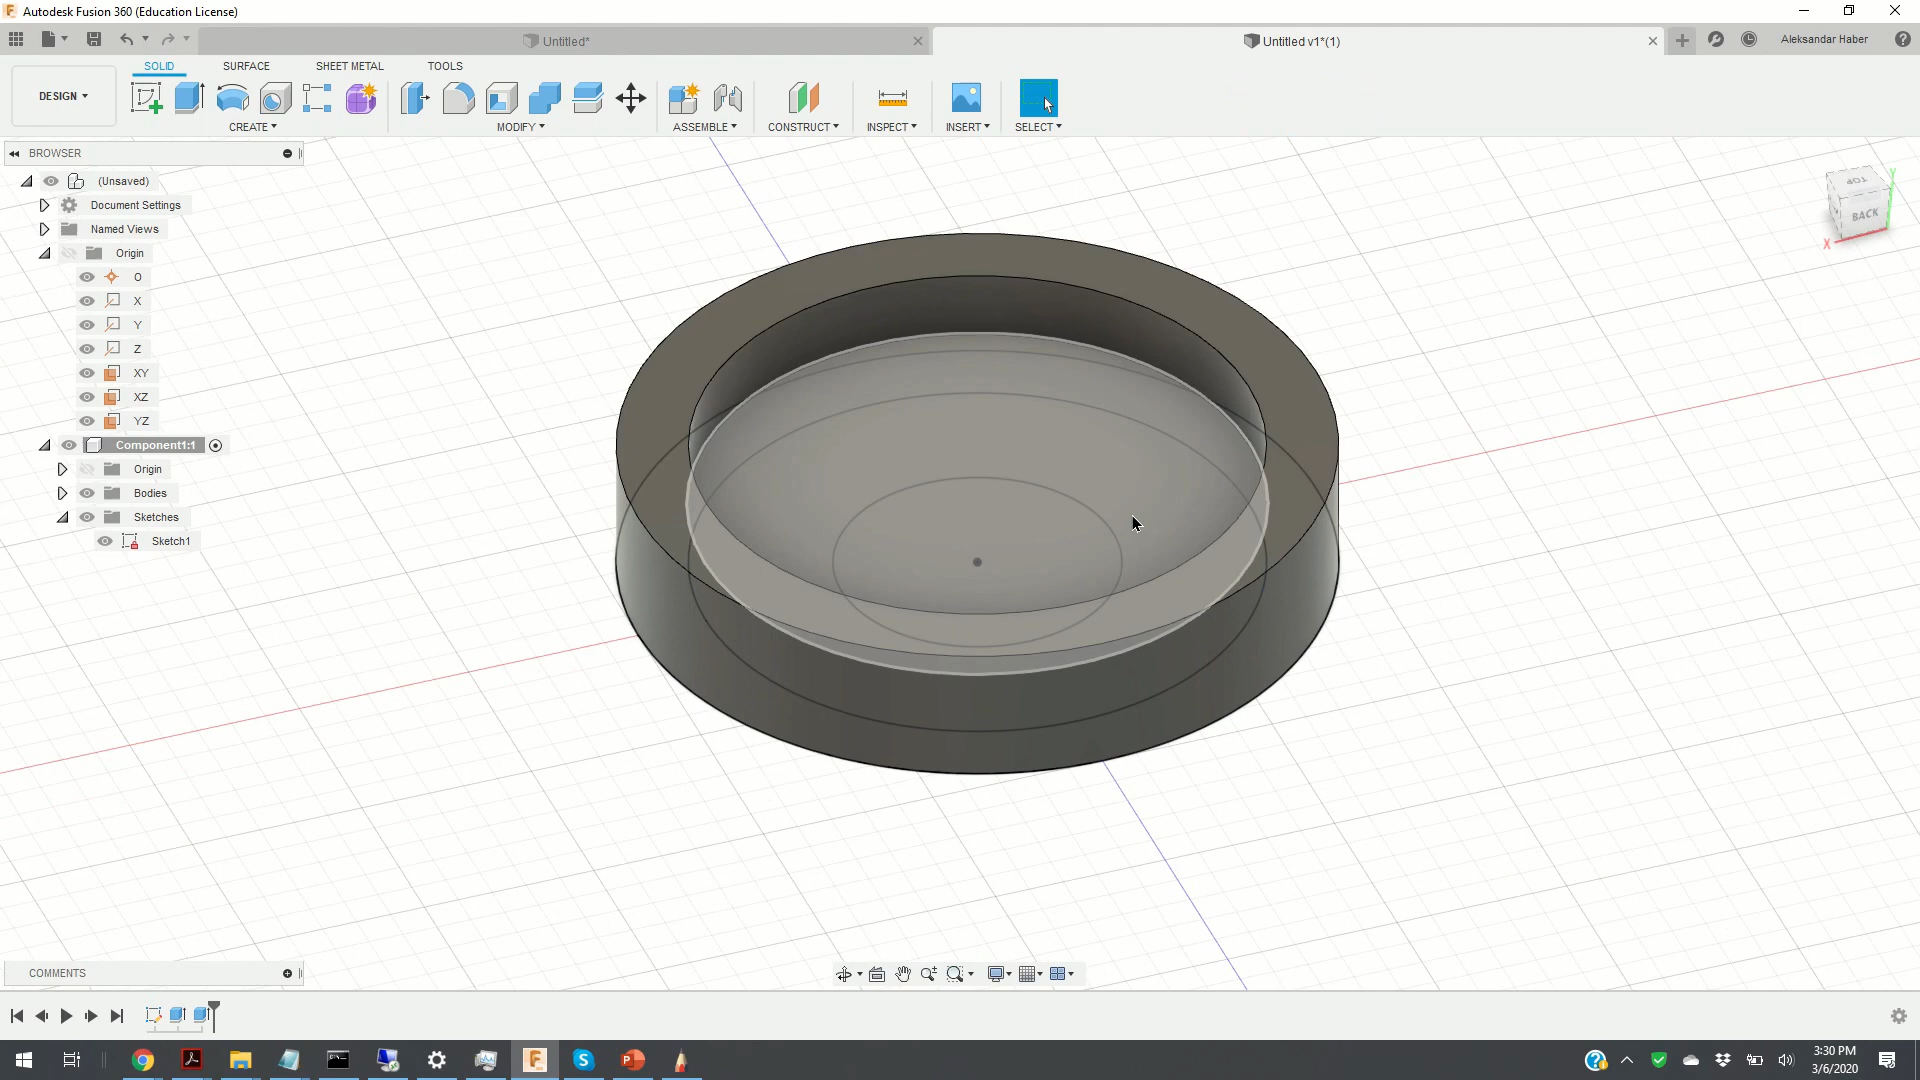 Autodesk Fusion 360 (Education License)
Untitled*
Untitled v1*(1)
Aleksandar Haber
DESIGN
SOLID
SURFACE
SHEET METAL
TOOLS
CREATE
MODIFY
ASSEMBLE
CONSTRUCT
INSPECT
INSERT
SELECT
BROWSER
(Unsaved)
Document Settings
Named Views
Origin
O
X
Y
Z
XY
XZ
YZ
Component1:1
Origin
Bodies
Sketches
Sketch1
TOP
BACK
X
Y
COMMENTS
3:30 PM
3/6/2020